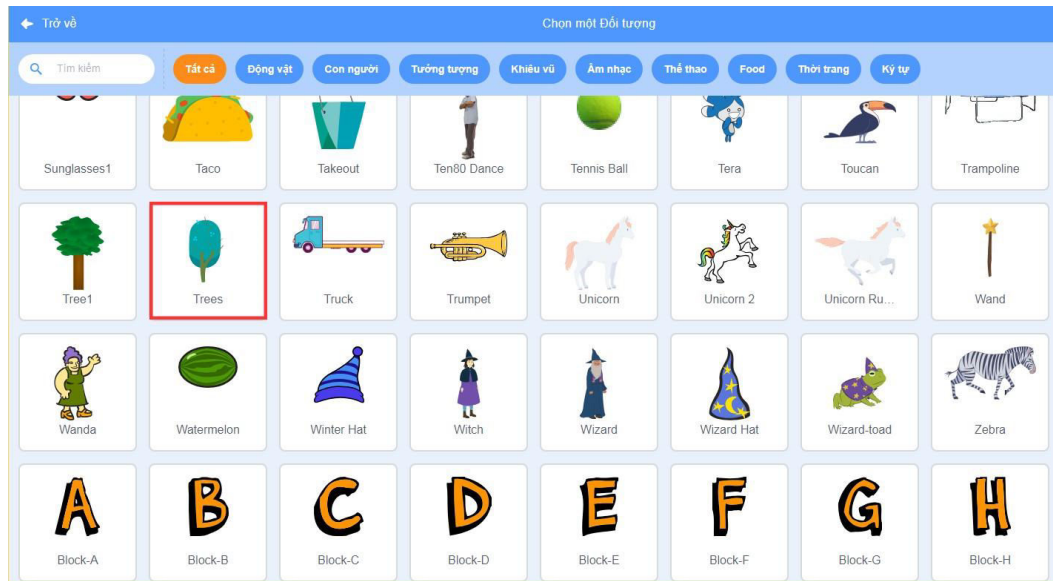 Trở về
Chọn một Đối tượng
Tìm kiếm
Tất cả Động vật Con người Tưởng tượng Khiêu vũ Âm nhạc Thể thao Food Thời trang Ký tự
Sunglasses1 Taco Takeout Ten80 Dance Tennis Ball Tera Toucan Trampoline
Tree1 Trees Truck Trumpet Unicorn Unicorn 2 Unicorn Ru... Wand
Wanda Watermelon Winter Hat Witch Wizard Wizard Hat Wizard-toad Zebra
A B C D E F G H
Block-A Block-B Block-C Block-D Block-E Block-F Block-G Block-H